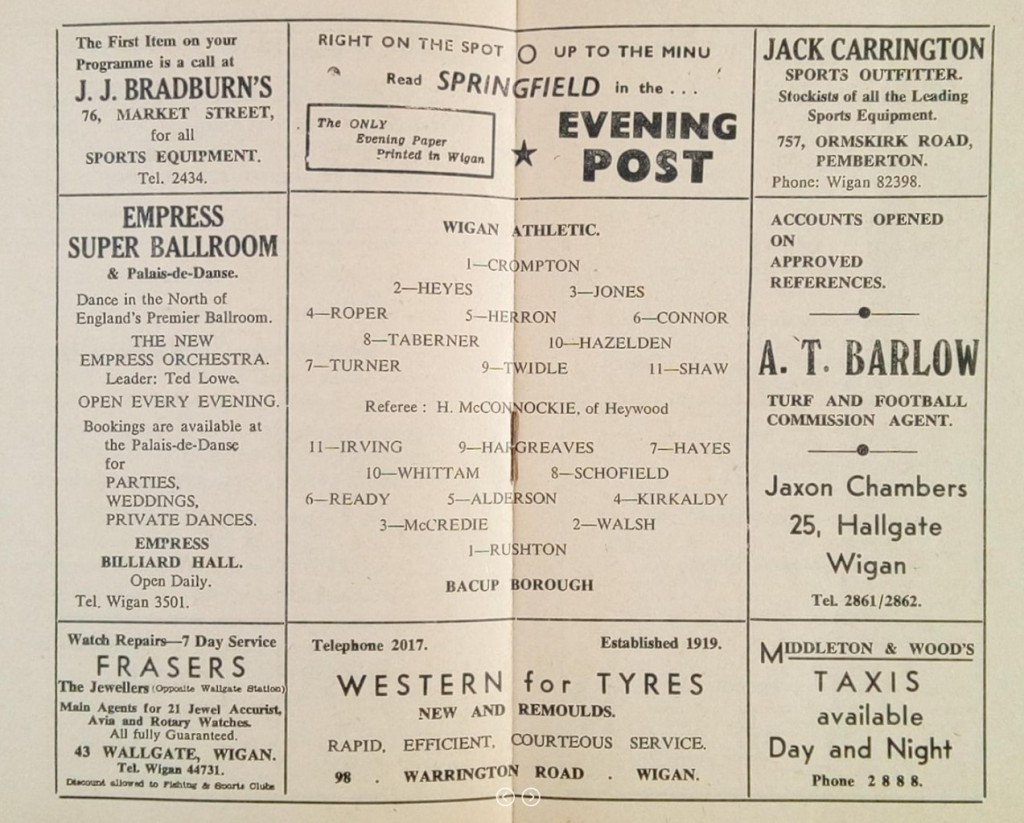 The First Item on your
Programme is a call at
J. J. BRADBURN'S
76, MARKET STREET,
for all
SPORTS EQUIPMENT.
Tel. 2434.
RIGHT ON THE SPOT O UP TO THE MINU
Read SPRINGFIELD in the . . .
The ONLY
Evening Paper
Printed in Wigan
★ EVENING
POST
JACK CARRINGTON
SPORTS OUTFITTER.
Stockists of all the Leading
Sports Equipment.
757, ORMSKIRK ROAD,
PEMBERTON.
Phone: Wigan 82398.
EMPRESS
SUPER BALLROOM
& Palais-de-Danse.
Dance in the North of
England's Premier Ballroom.
THE NEW
EMPRESS ORCHESTRA.
Leader: Ted Lowe.
OPEN EVERY EVENING.
Bookings are available at
the Palais-de-Danse
for
PARTIES,
WEDDINGS,
PRIVATE DANCES.
EMPRESS
BILLIARD HALL.
Open Daily.
Tel. Wigan 3501.
WIGAN ATHLETIC.
1—CROMPTON
2—HEYES 3—JONES
4—ROPER 5—HERRON 6—CONNOR
8—TABERNER 10—HAZELDEN
7—TURNER 9—TWIDLE 11—SHAW
Referee : H. McCONNOCKIE, of Heywood
11—IRVING 9—HARGREAVES 7—HAYES
10—WHITTAM 8—SCHOFIELD
6—READY 5—ALDERSON 4—KIRKALDY
3—McCREDIE 2—WALSH
1—RUSHTON
BACUP BOROUGH
ACCOUNTS OPENED
ON
APPROVED
REFERENCES.
A. T. BARLOW
TURF AND FOOTBALL
COMMISSION AGENT.
Jaxon Chambers
25, Hallgate
Wigan
Tel. 2861/2862.
Watch Repairs—7 Day Service
FRASERS
The Jewellers (Opposite Wallgate Station)
Main Agents for 21 Jewel Accurist,
Avia and Rotary Watches.
All fully Guaranteed.
43 WALLGATE, WIGAN.
Tel. Wigan 44731.
Discount allowed to Fishing & Sports Clubs
Telephone 2017. Established 1919.
WESTERN for TYRES
NEW AND REMOULDS.
RAPID, EFFICIENT, COURTEOUS SERVICE.
98 . WARRINGTON ROAD . WIGAN.
MIDDLETON & WOOD'S
TAXIS
available
Day and Night
Phone 2 8 8 8.